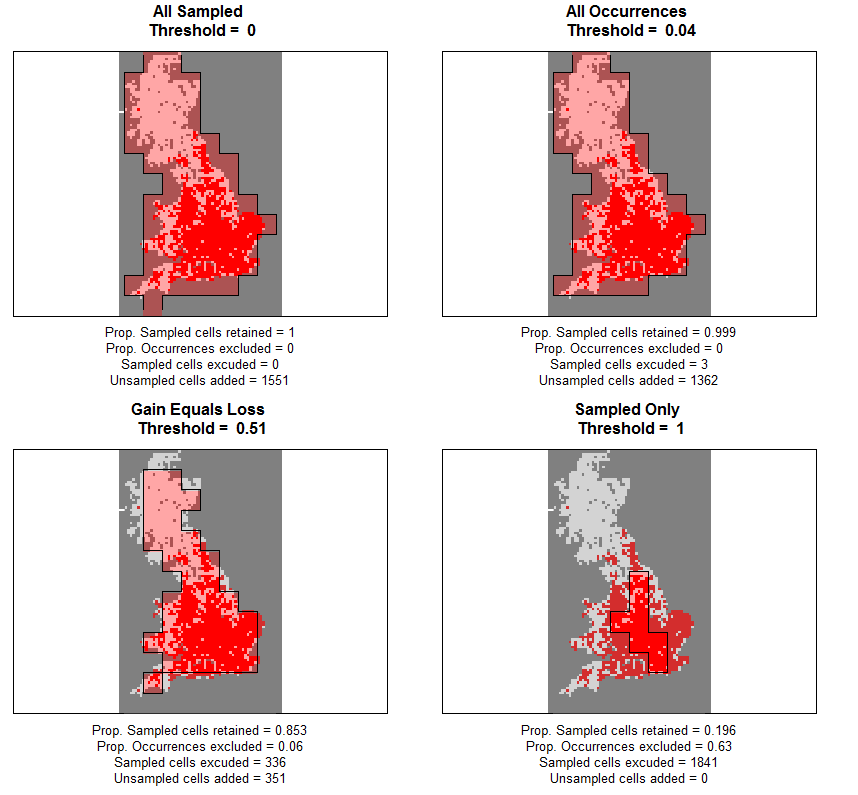 All Sampled
Threshold = 0
Prop. Sampled cells retained = 1
Prop. Occurrences excluded = 0
Sampled cells excuded = 0
Unsampled cells added = 1551
All Occurrences
Threshold = 0.04
Prop. Sampled cells retained = 0.999
Prop. Occurrences excluded = 0
Sampled cells excuded = 3
Unsampled cells added = 1362
Gain Equals Loss
Threshold = 0.51
Prop. Sampled cells retained = 0.853
Prop. Occurrences excluded = 0.06
Sampled cells excuded = 336
Unsampled cells added = 351
Sampled Only
Threshold = 1
Prop. Sampled cells retained = 0.196
Prop. Occurrences excluded = 0.63
Sampled cells excuded = 1841
Unsampled cells added = 0